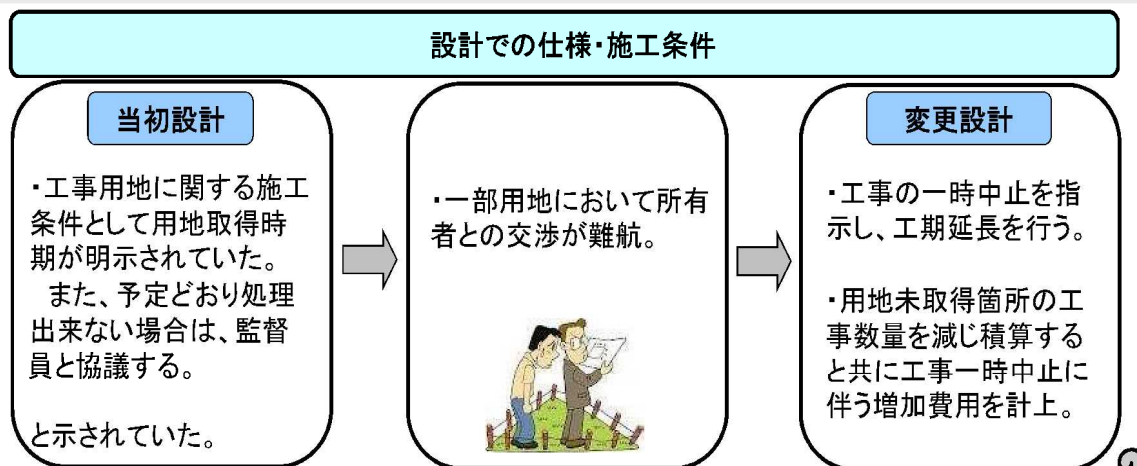 設計での仕様・施工条件
当初設計
・工事用地に関する施工
条件として用地取得時
期が明示されていた。
また、予定どおり処理
出来ない場合は、監督
員と協議する。
と示されていた。
・一部用地において所有
者との交渉が難航。
変更設計
・工事の一時中止を指
示し、工期延長を行う。
・用地未取得箇所の工
事数量を減じ積算する
と共に工事一時中止に
伴う増加費用を計上。